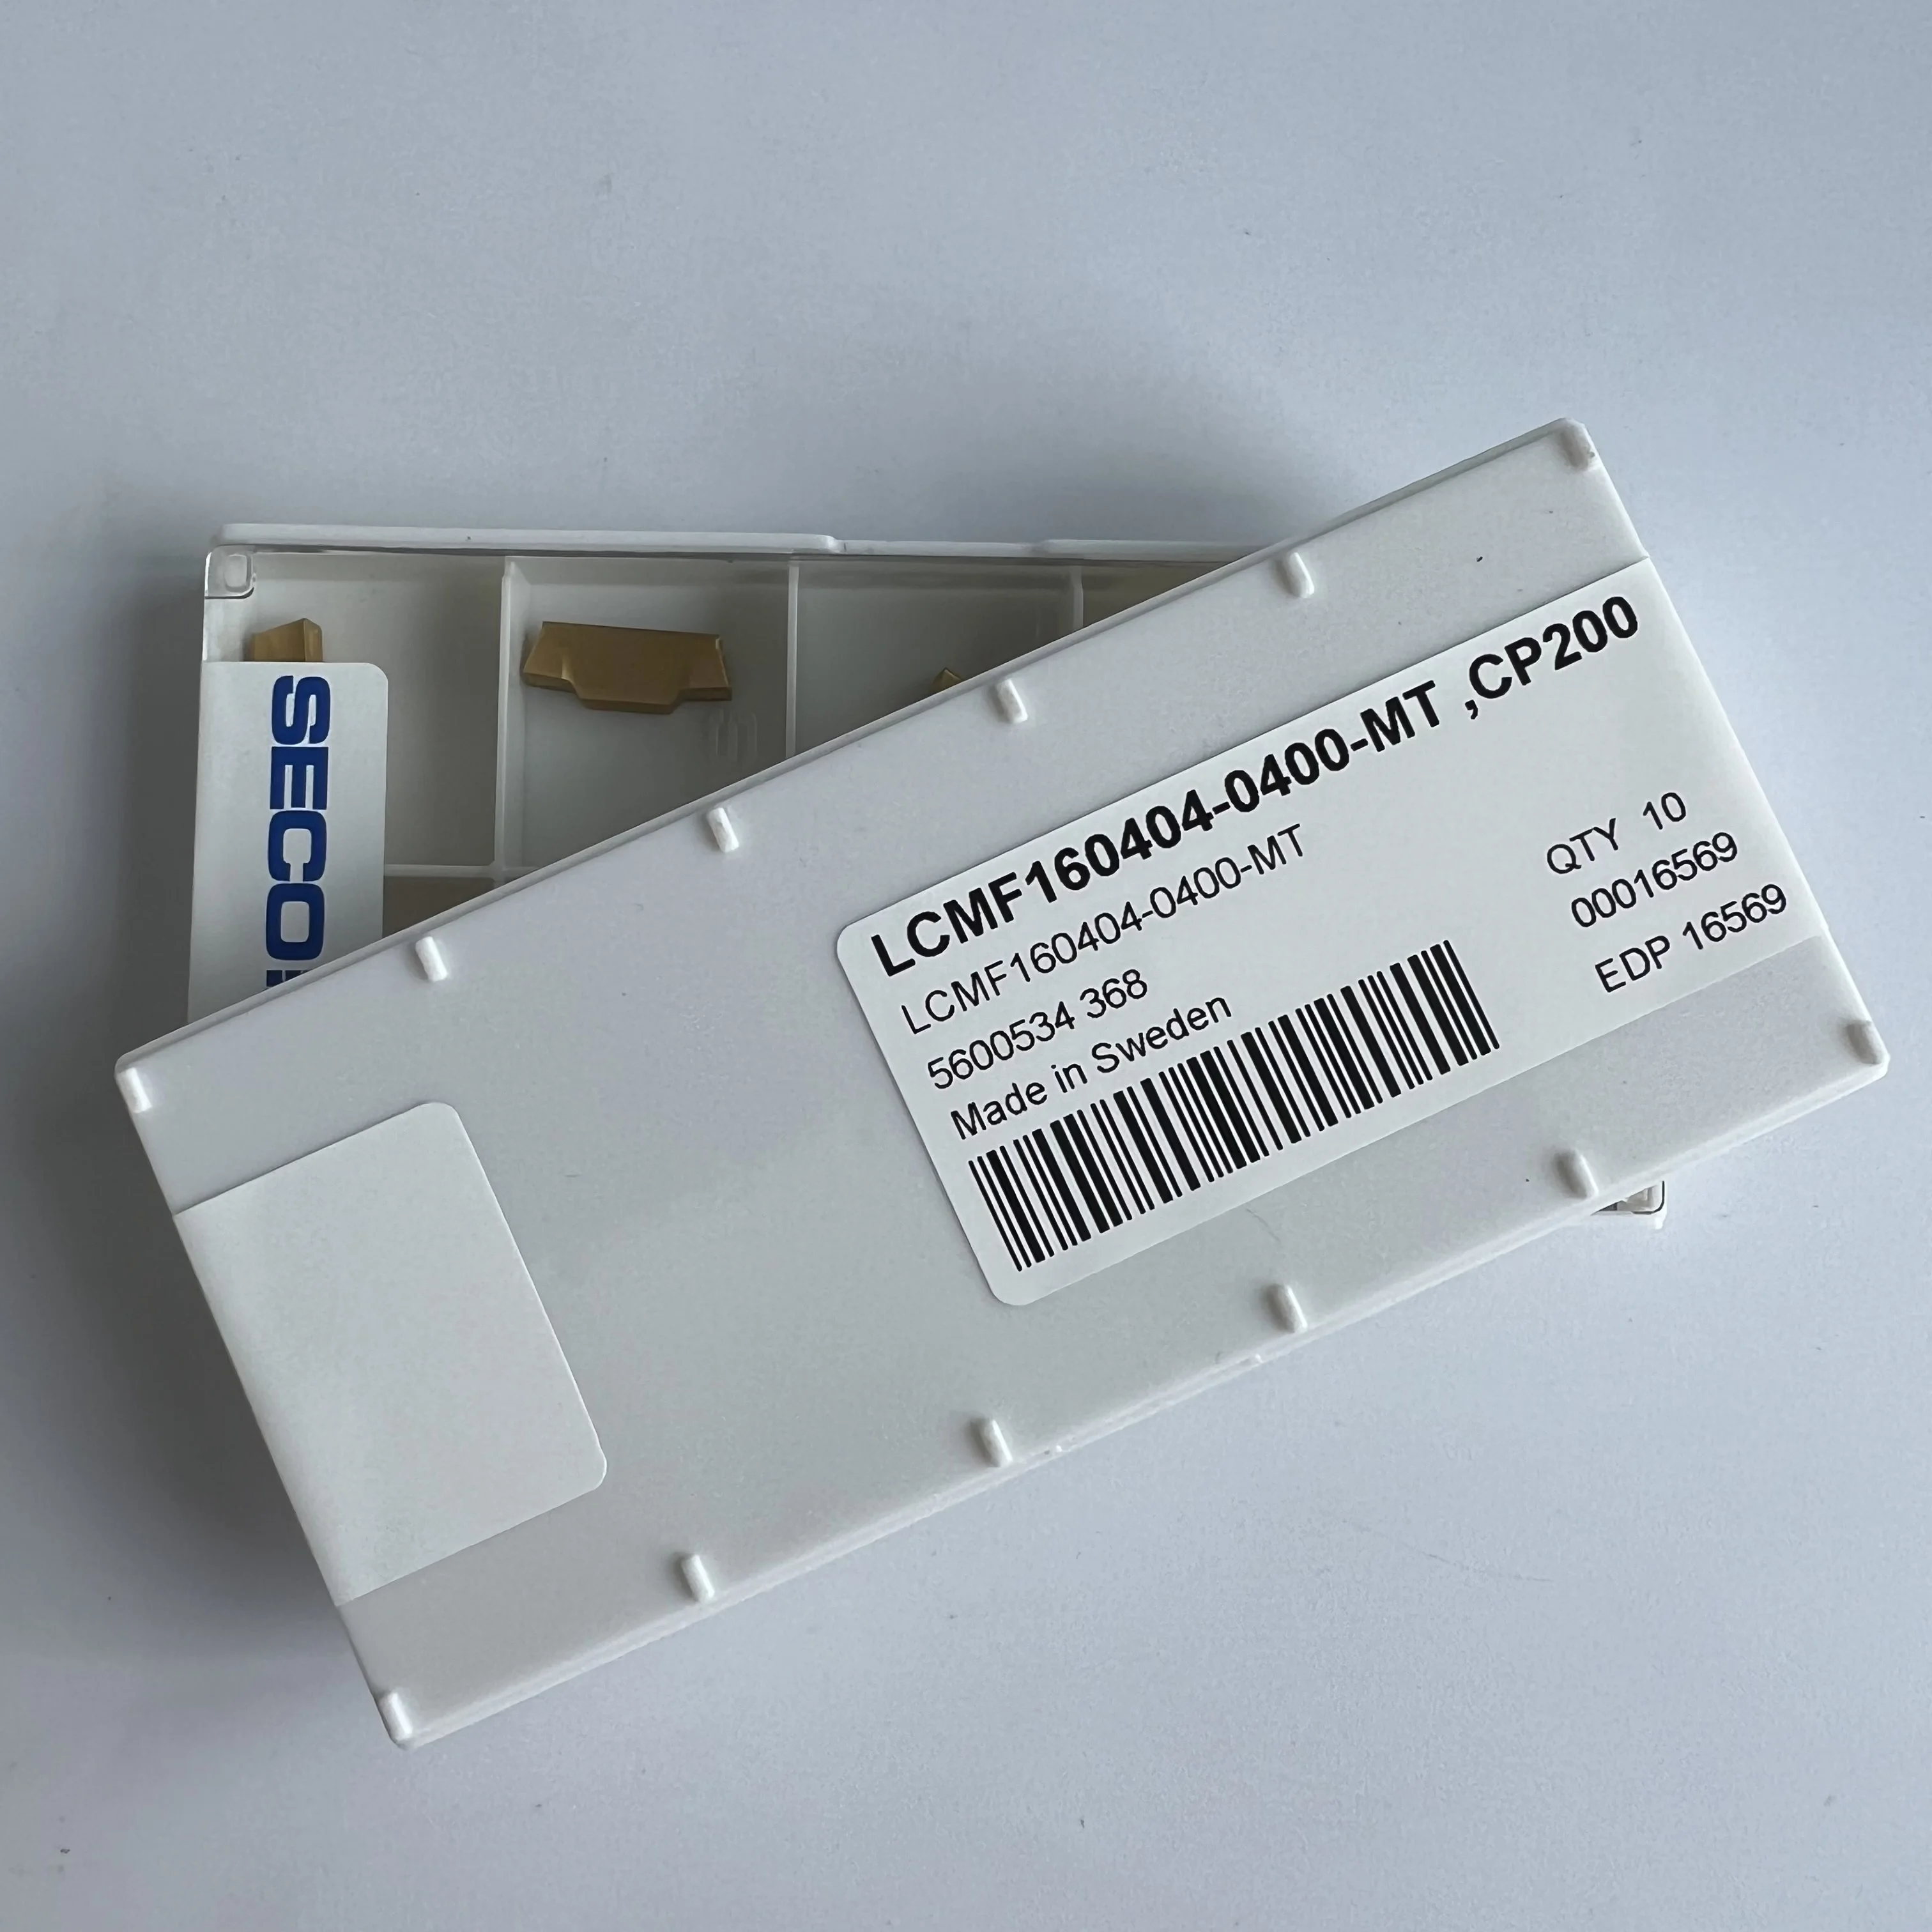 SECO
LCMF160404-0400-MT ,CP200
LCMF160404-0400-MT
5600534 368
Made in Sweden
QTY 10
00016569
EDP 16569